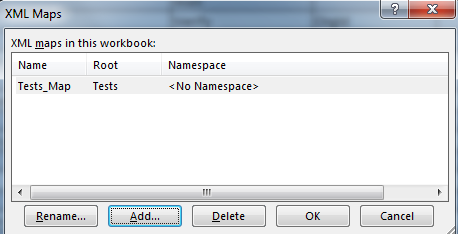 XML Maps
?
XML maps in this workbook:
Name Root Namespace
Tests_Map Tests <No Namespace>
Rename... Add... Delete OK Cancel